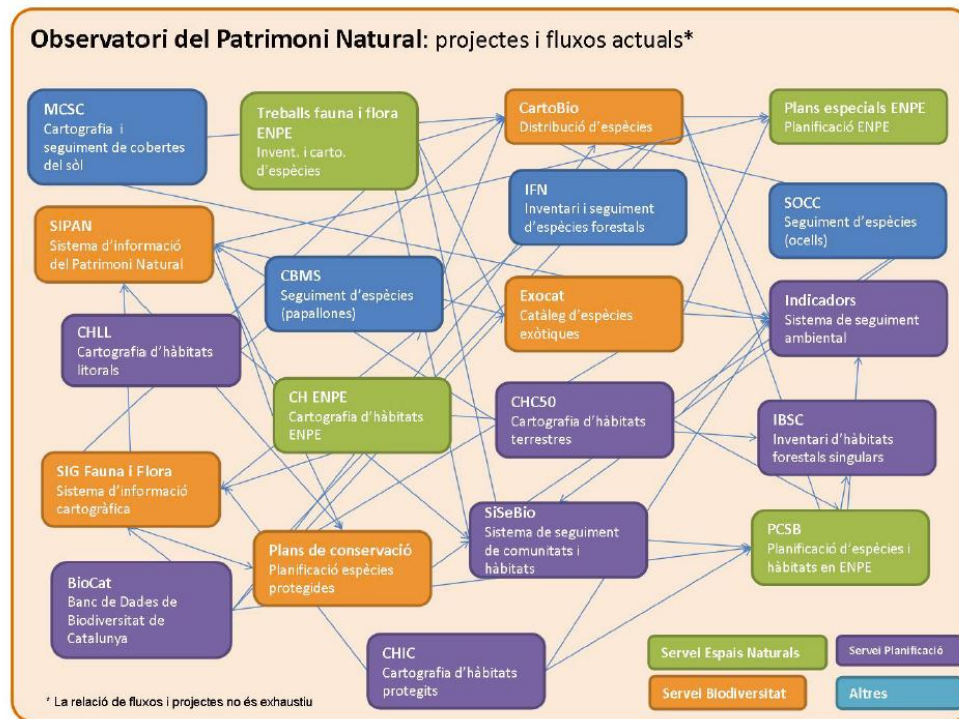 Observatori del Patrimoni Natural: projectes i fluxos actuals*
MCSC
Cartografia i
seguiment de cobertes
del sòl
Treballs fauna i flora
ENPE
Invent. i carto.
d'espècies
CartoBio
Distribució d'espècies
Plans especials ENPE
Planificació ENPE
IFN
Inventari i seguiment
d'espècies forestals
SOCC
Seguiment d'espècies
(ocells)
SIPAN
Sistema d'informació
del Patrimoni Natural
CBMS
Seguiment d'espècies
(papallones)
Exocat
Catàleg d'espècies
exòtiques
Indicadors
Sistema de seguiment
ambiental
CHLL
Cartografia d'hàbitats
litorals
CH ENPE
Cartografia d'hàbitats
ENPE
CHC50
Cartografia d'hàbitats
terrestres
IBSC
Inventari d'hàbitats
forestals singulars
SIG Fauna i Flora
Sistema d'informació
cartogràfica
SiSeBio
Sistema de seguiment
de comunitats i
hàbitats
PCSB
Planificació d'espècies i
hàbitats en ENPE
Plans de conservació
Planificació espècies
protegides
BioCat
Banc de Dades de
Biodiversitat de
Catalunya
CHIC
Cartografia d'hàbitats
protegits
Servei Espais Naturals
Servei Planificació
Servei Biodiversitat
Altres
* La relació de fluxos i projectes no és exhaustiu